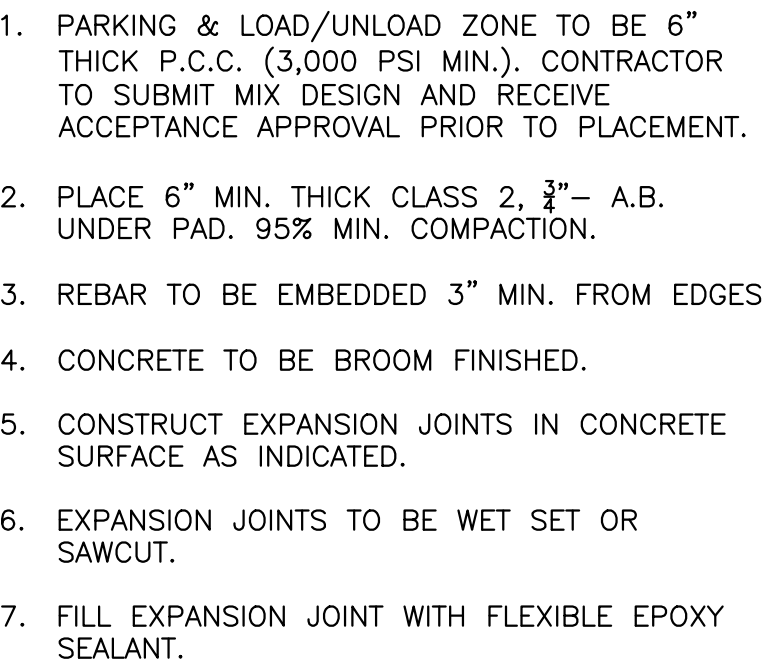 1. PARKING & LOAD/UNLOAD ZONE TO BE 6”
THICK P.C.C. (3,000 PSI MIN.). CONTRACTOR
TO SUBMIT MIX DESIGN AND RECEIVE
ACCEPTANCE APPROVAL PRIOR TO PLACEMENT.
2. PLACE 6” MIN. THICK CLASS 2, ¾”– A.B.
UNDER PAD. 95% MIN. COMPACTION.
3. REBAR TO BE EMBEDDED 3” MIN. FROM EDGES
4. CONCRETE TO BE BROOM FINISHED.
5. CONSTRUCT EXPANSION JOINTS IN CONCRETE
SURFACE AS INDICATED.
6. EXPANSION JOINTS TO BE WET SET OR
SAWCUT.
7. FILL EXPANSION JOINT WITH FLEXIBLE EPOXY
SEALANT.